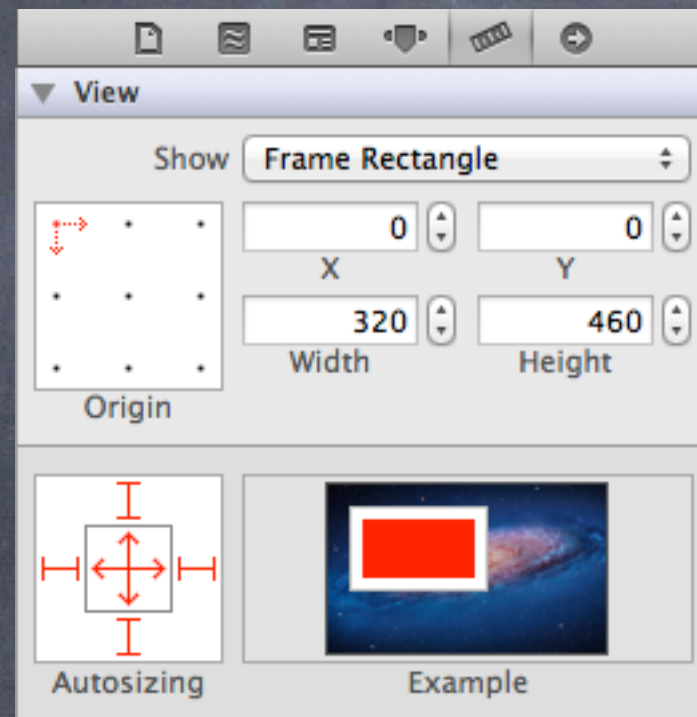 View
Show Frame Rectangle
0 0
X Y
320 460
Width Height
Origin
Autosizing Example